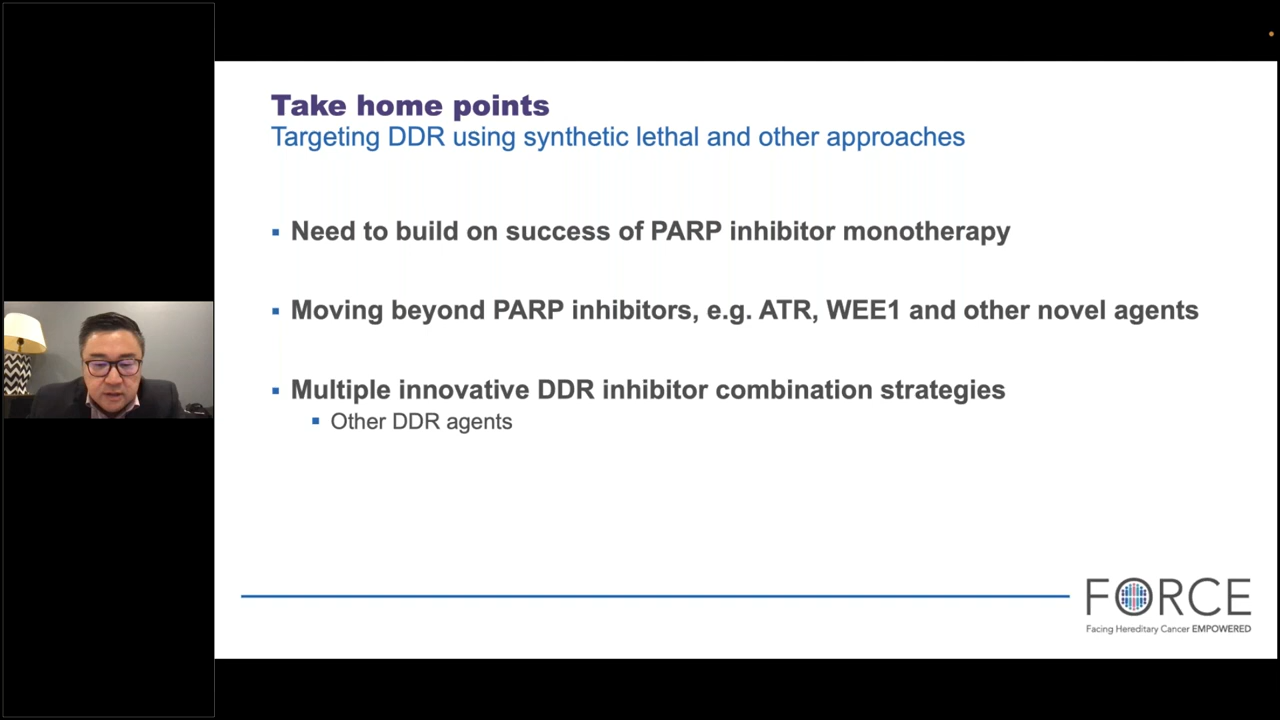 Take home points
Targeting DDR using synthetic lethal and other approaches
▪ Need to build on success of PARP inhibitor monotherapy
▪ Moving beyond PARP inhibitors, e.g. ATR, WEE1 and other novel agents
▪ Multiple innovative DDR inhibitor combination strategies
▪ Other DDR agents
FORCE
Facing Hereditary Cancer EMPOWERED